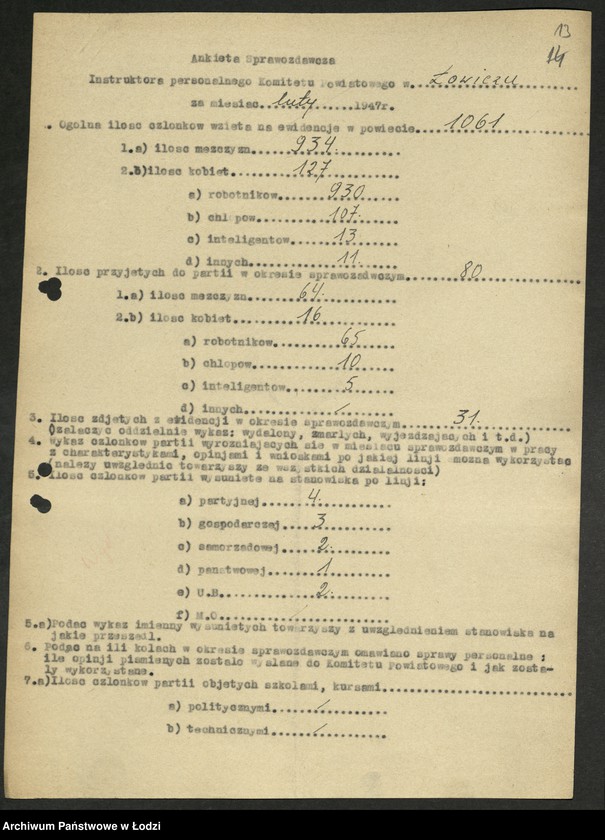 13
14
Ankieta Sprawozdawcza
Instruktora personalnego Komitetu Powiatowego w Łowiczu
za miesiac luty 1947r.
. Ogolna ilosc członkow wzieta na ewidencje w powiecie 1061
1.a) ilosc mezczyzn 934.
2.b) ilosc kobiet 127
a) robotnikow 930
b) chlopow 107.
c) inteligentow 13
d) innych 11.
2. Ilosc przyjetych do partii w okresie sprawozdawczym 80
1.a) ilosc mezczyzn 64.
2.b) ilosc kobiet 16
a) robotnikow 65
b) chlopow 10
c) inteligentow 5
d) innych /
3. Ilosc zdjetych z ewidencji w okresie sprawozdawczym 31.
(zalaczyc oddzielnie wykaz: wydalony, zmarlych, wyjezdzajacych i t.d.)
4. Wykaz czlonkow partii wyrozniajacych sie w miesiacu sprawozdawczym w pracy
z charakterystykami, opinjami i wnioskami po jakiej linji mozna wykorzystac
(nalezy uwzglednic towarzyszy ze wszystkich dzialalnosci)
5. Ilosc czlonkow partii wysuniete na stanowiska po linji:
a) partyjnej 4.
b) gospodarczej 3
c) samorzadowej 2.
d) panstwowej 1
e) U.B. 2.
f) M.O. /
5.a) Podac wykaz imienny wysunietych towarzyszy z uwzglednieniem stanowiska na
jakie przeszedl.
6. Podac na ili kolach w okresie sprawozdawczym omawiano sprawy personalne ;
ile opinji pismienych zostalo wyslane do Komitetu Powiatowego i jak zosta-
ly wykorzystane.
7.a) Ilosc czlonkow partii objetych szkolami, kursami
a) politycznymi /
b) technicznymi /
Archiwum Państwowe w Łodzi